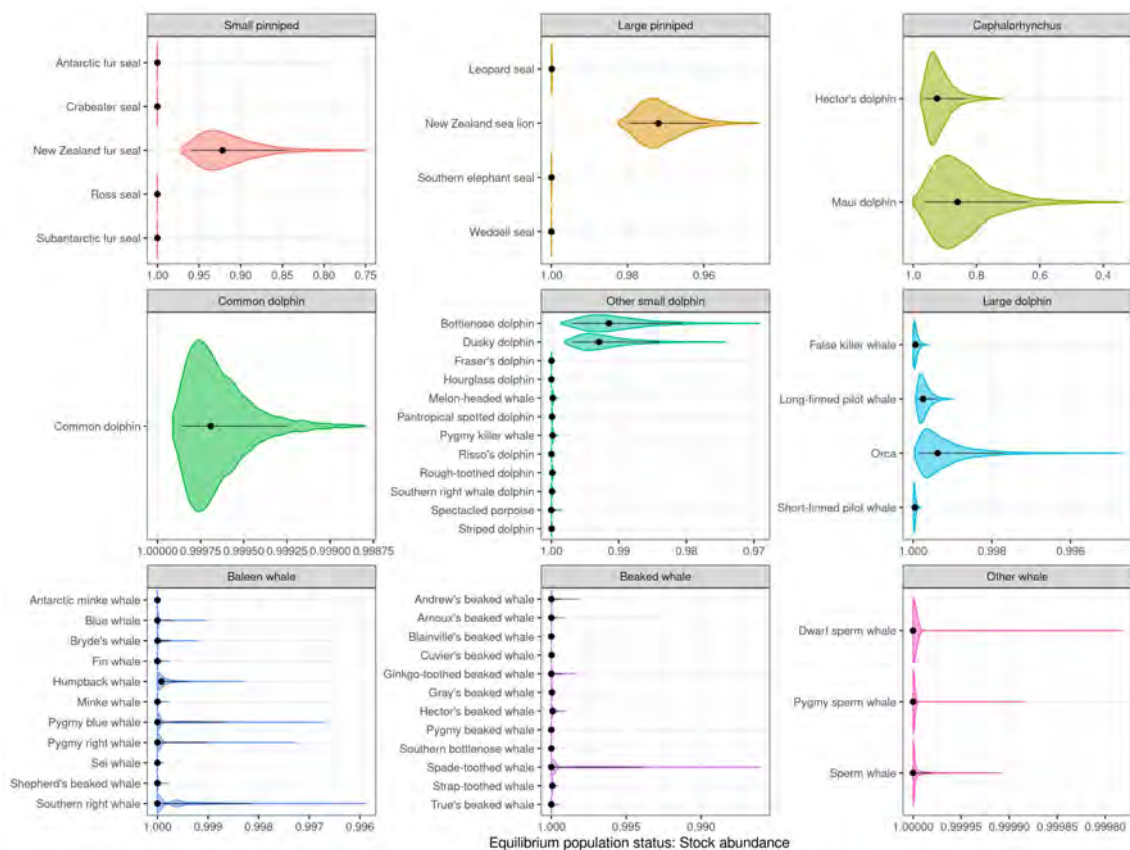 Small pinniped
Antarctic fur seal
Crabeater seal
New Zealand fur seal
Ross seal
Subantarctic fur seal
1.00 0.95 0.90 0.85 0.80 0.75
Large pinniped
Leopard seal
New Zealand sea lion
Southern elephant seal
Weddell seal
1.00 0.98 0.96
Cephalorhynchus
Hector's dolphin
Maui dolphin
1.0 0.8 0.6 0.4
Common dolphin
Common dolphin
1.00000 0.99975 0.99950 0.99925 0.99900 0.99875
Other small dolphin
Bottlenose dolphin
Dusky dolphin
Fraser's dolphin
Hourglass dolphin
Melon-headed whale
Pantropical spotted dolphin
Pygmy killer whale
Risso's dolphin
Rough-toothed dolphin
Southern right whale dolphin
Spectacled porpoise
Striped dolphin
1.00 0.99 0.98 0.97
Large dolphin
False killer whale
Long-finned pilot whale
Orca
Short-finned pilot whale
1.000 0.998 0.996
Baleen whale
Antarctic minke whale
Blue whale
Bryde's whale
Fin whale
Humpback whale
Minke whale
Pygmy blue whale
Pygmy right whale
Sei whale
Shepherd's beaked whale
Southern right whale
1.000 0.999 0.998 0.997 0.996
Beaked whale
Andrew's beaked whale
Arnoux's beaked whale
Blainville's beaked whale
Cuvier's beaked whale
Ginkgo-toothed beaked whale
Gray's beaked whale
Hector's beaked whale
Pygmy beaked whale
Southern bottlenose whale
Spade-toothed whale
Strap-toothed whale
True's beaked whale
1.000 0.995 0.990
Other whale
Dwarf sperm whale
Pygmy sperm whale
Sperm whale
1.00000 0.99995 0.99990 0.99985 0.99980
Equilibrium population status: Stock abundance